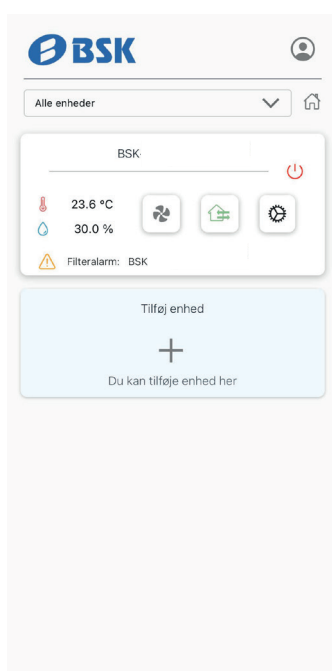 BSK
Alle enheder
BSK
23.6 °C
30.0 %
Filteralarm: BSK
Tilføj enhed
Du kan tilføje enhed her